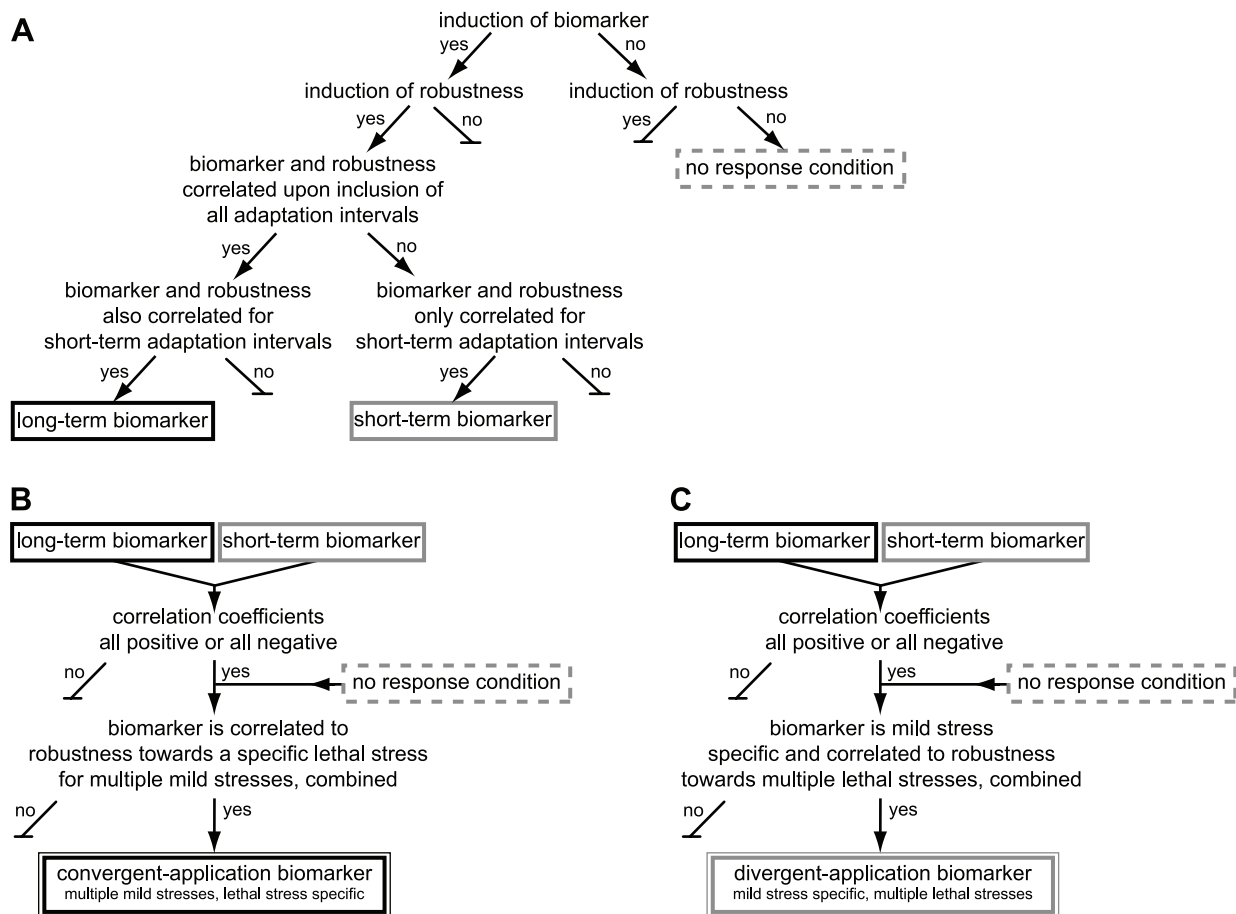 A
induction of biomarker
yes
no
induction of robustness
induction of robustness
yes
no
yes
no
biomarker and robustness
correlated upon inclusion of
all adaptation intervals
no response condition
yes
no
biomarker and robustness
also correlated for
short-term adaptation intervals
biomarker and robustness
only correlated for
short-term adaptation intervals
yes
no
yes
no
long-term biomarker
short-term biomarker
B
long-term biomarker
short-term biomarker
correlation coefficients
all positive or all negative
no
yes
no response condition
biomarker is correlated to
robustness towards a specific lethal stress
for multiple mild stresses, combined
no
yes
convergent-application biomarker
multiple mild stresses, lethal stress specific
C
long-term biomarker
short-term biomarker
correlation coefficients
all positive or all negative
no
yes
no response condition
biomarker is mild stress
specific and correlated to robustness
towards multiple lethal stresses, combined
no
yes
divergent-application biomarker
mild stress specific, multiple lethal stresses